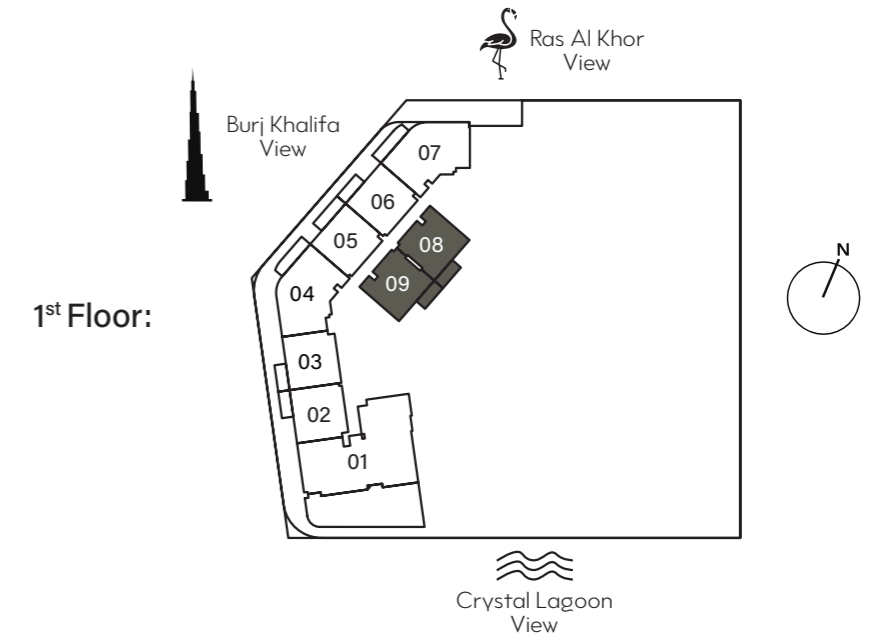 Ras Al Khor
View
Burj Khalifa
View
07
06
05
08
N
09
04
1st Floor:
03
02
01
Crystal Lagoon
View